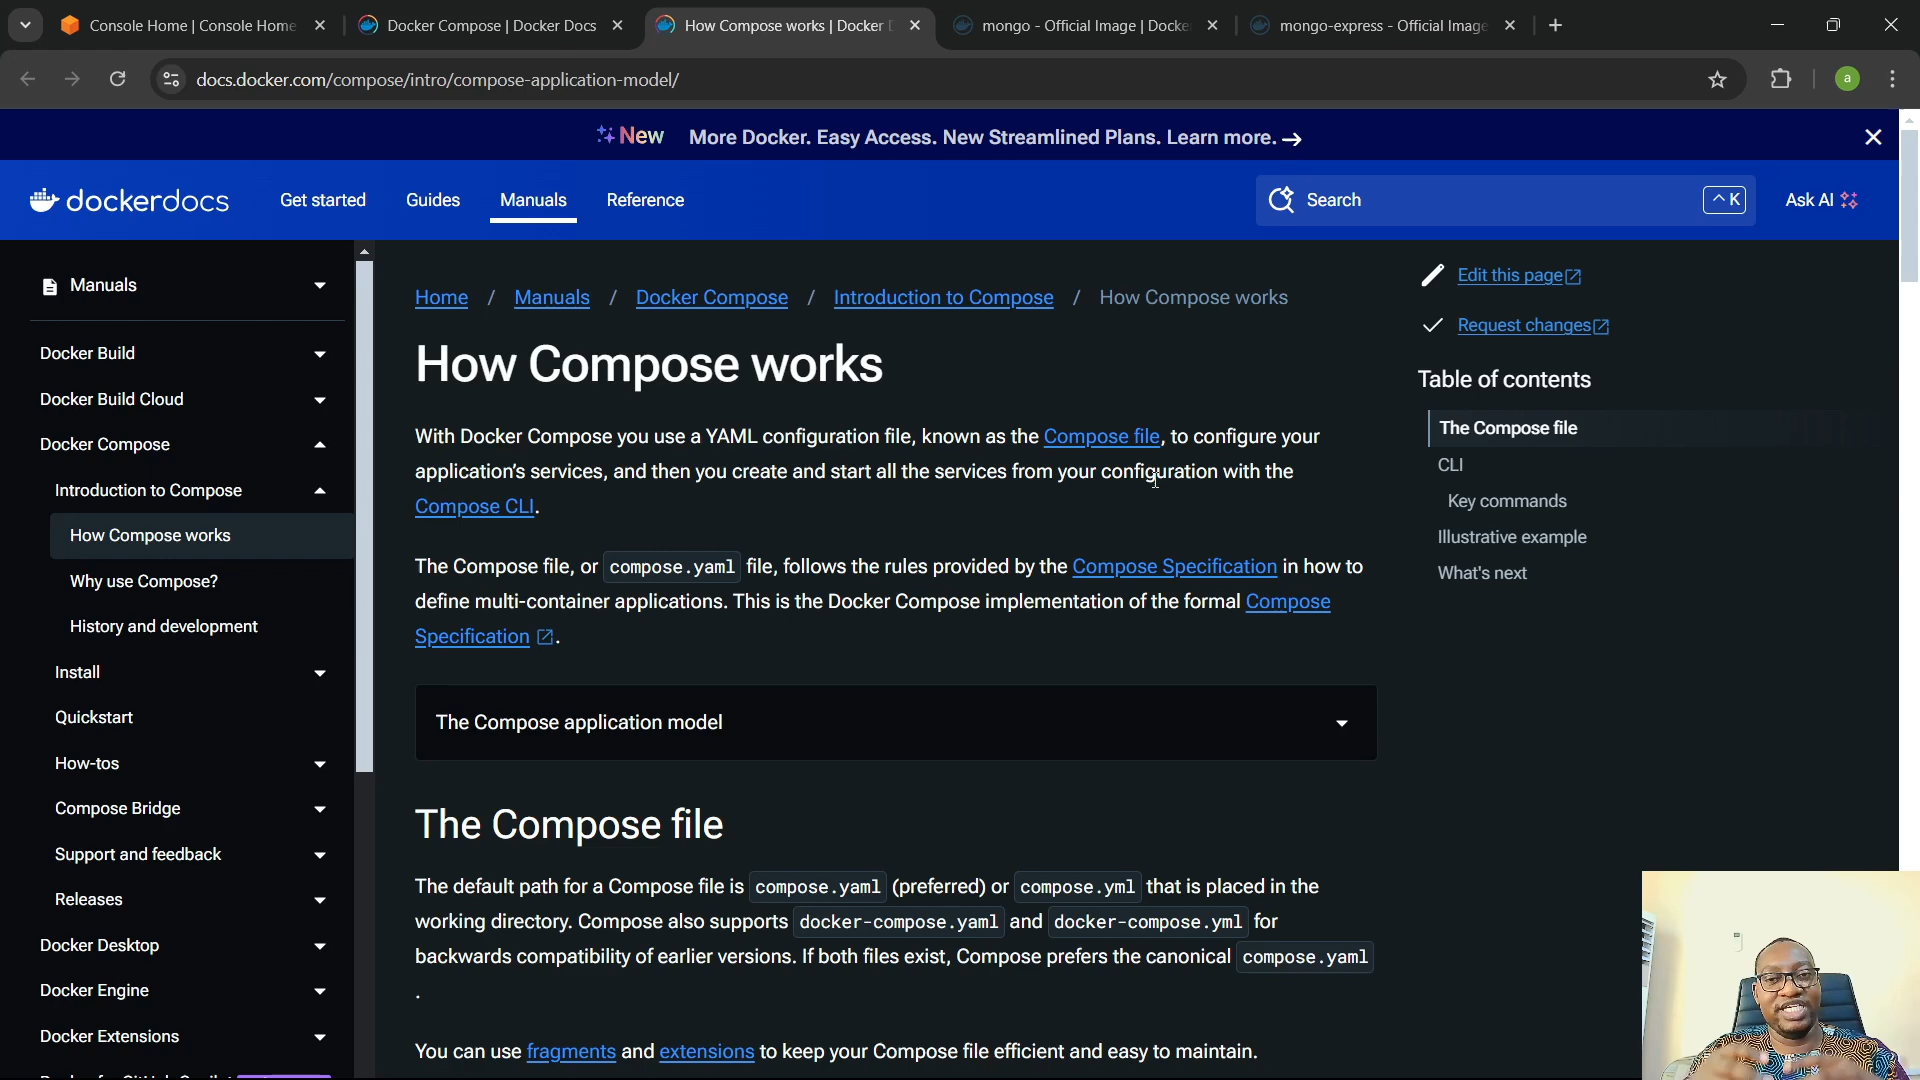 Console Home | Console Home
Docker Compose | Docker Docs
How Compose works | Docker D
mongo - Official Image | Docker
mongo-express - Official Image
docs.docker.com/compose/intro/compose-application-model/
a
New More Docker. Easy Access. New Streamlined Plans. Learn more.
dockerdocs
Get started
Guides
Manuals
Reference
Search
^ K
Ask AI
Manuals
Docker Build
Docker Build Cloud
Docker Compose
Introduction to Compose
How Compose works
Why use Compose?
History and development
Install
Quickstart
How-tos
Compose Bridge
Support and feedback
Releases
Docker Desktop
Docker Engine
Docker Extensions
Home / Manuals / Docker Compose / Introduction to Compose / How Compose works
How Compose works
With Docker Compose you use a YAML configuration file, known as the Compose file, to configure your
application's services, and then you create and start all the services from your configuration with the
Compose CLI.
The Compose file, or compose.yaml file, follows the rules provided by the Compose Specification in how to
define multi-container applications. This is the Docker Compose implementation of the formal Compose
Specification .
The Compose application model
The Compose file
The default path for a Compose file is compose.yaml (preferred) or compose.yml that is placed in the
working directory. Compose also supports docker-compose.yaml and docker-compose.yml for
backwards compatibility of earlier versions. If both files exist, Compose prefers the canonical compose.yaml
.
You can use fragments and extensions to keep your Compose file efficient and easy to maintain.
Edit this page
Request changes
Table of contents
The Compose file
CLI
Key commands
Illustrative example
What's next